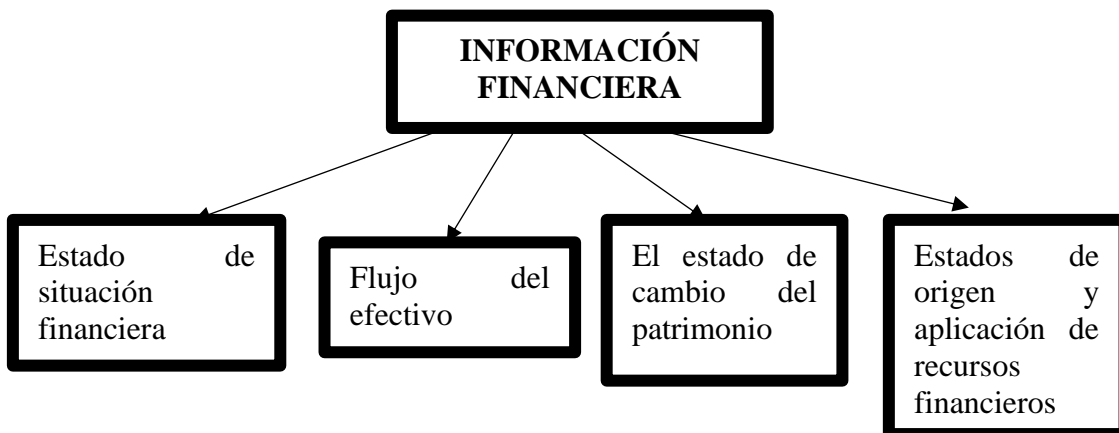 INFORMACIÓN
FINANCIERA
Estado de
situación
financiera
Flujo del
efectivo
El estado de
cambio del
patrimonio
Estados de
origen y
aplicación de
recursos
financieros